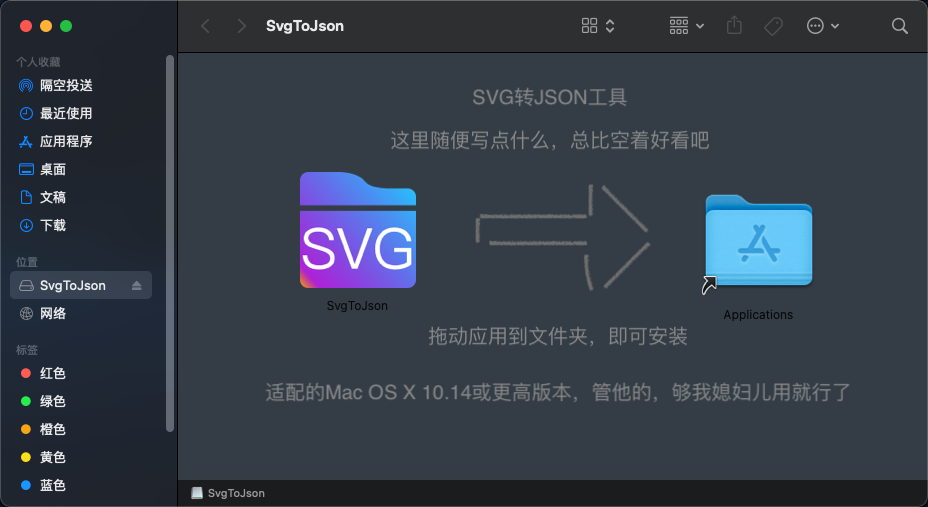 SvgToJson
个人收藏
隔空投送
最近使用
应用程序
桌面
文稿
下载
位置
SvgToJson
网络
标签
红色
绿色
橙色
黄色
蓝色
SVG转JSON工具
这里随便写点什么，总比空着好看吧
SVG
SvgToJson
Applications
拖动应用到文件夹，即可安装
适配的Mac OS X 10.14或更高版本，管他的，够我媳妇儿用就行了
SvgToJson